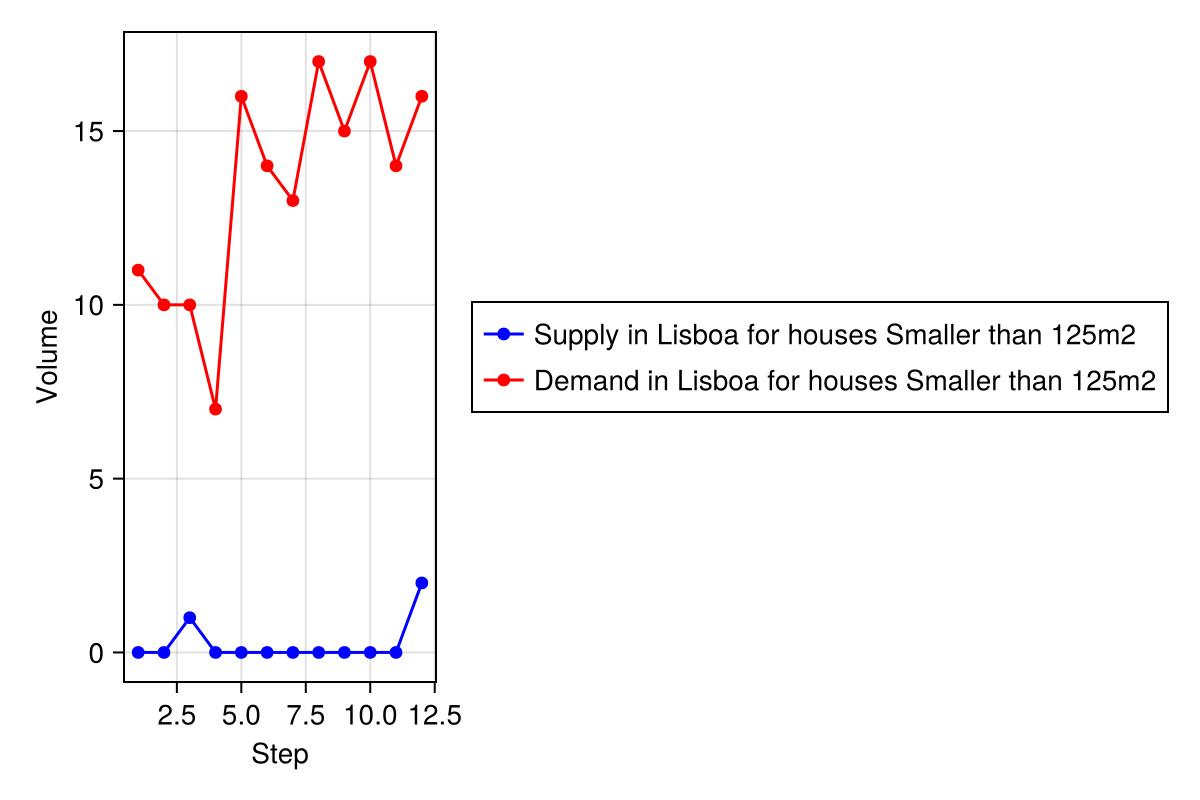 Volume
15
10
5
0
2.5 5.0 7.5 10.0 12.5
Step
Supply in Lisboa for houses Smaller than 125m2
Demand in Lisboa for houses Smaller than 125m2